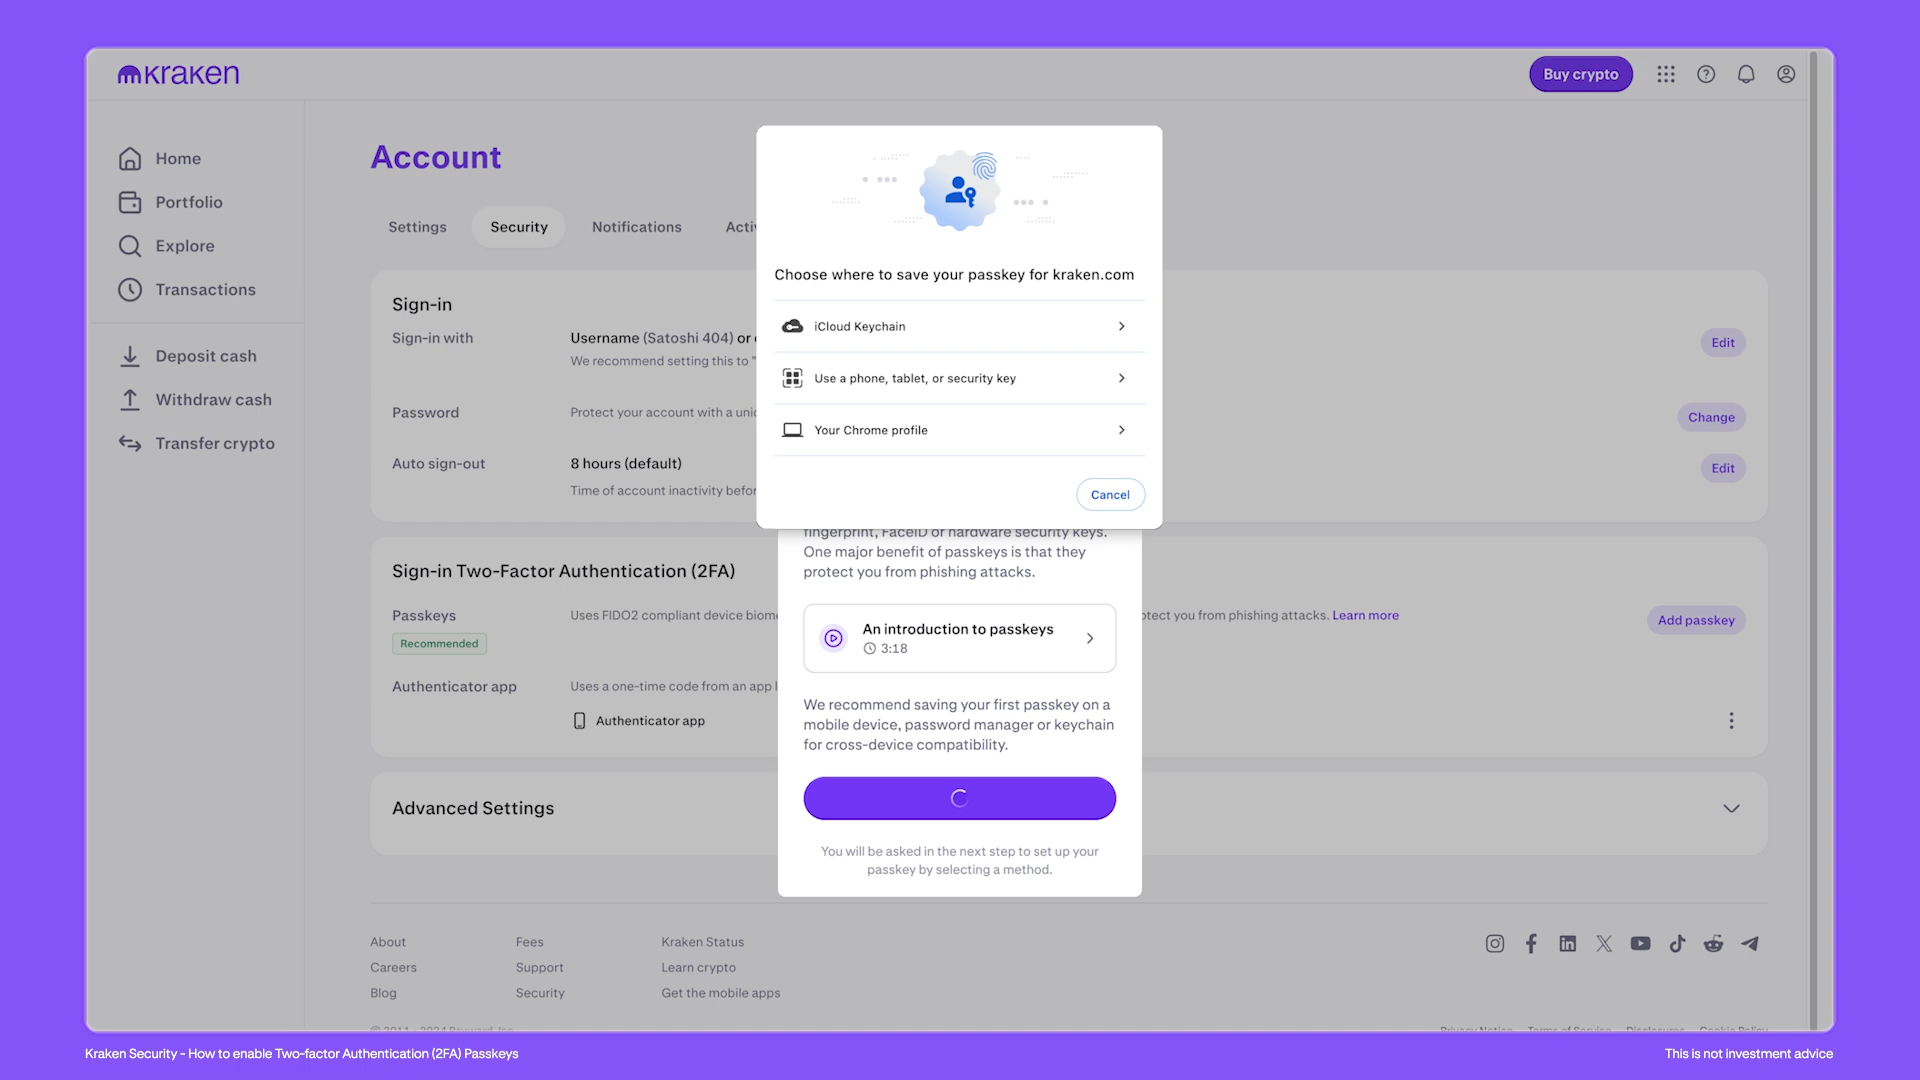 kraken
Buy crypto
Home
Portfolio
Explore
Transactions
Deposit cash
Withdraw cash
Transfer crypto
Account
Settings
Security
Notifications
Sign-in
Sign-in with
Username (Satoshi 404) or
We recommend setting this to "
Edit
Password
Protect your account with a
Change
Auto sign-out
8 hours (default)
Time of account inactivity
Edit
Choose where to save your passkey for kraken.com
iCloud Keychain
Use a phone, tablet, or security key
Your Chrome profile
Cancel
fingerprint, FaceID or hardware security keys.
One major benefit of passkeys is that they
protect you from phishing attacks.
An introduction to passkeys
3:18
We recommend saving your first passkey on a
mobile device, password manager or keychain
for cross-device compatibility.
You will be asked in the next step to set up your
passkey by selecting a method.
Sign-in Two-Factor Authentication (2FA)
Passkeys
Recommended
Uses FIDO2 compliant device
you from phishing attacks. Learn more
Add passkey
Authenticator app
Uses a one-time code from an app
Authenticator app
Advanced Settings
About
Fees
Kraken Status
Careers
Support
Learn crypto
Blog
Security
Get the mobile apps
Privacy Notice
Terms of Service
Disclosures
Cookie Policy
Kraken Security - How to enable Two-factor Authentication (2FA) Passkeys
This is not investment advice